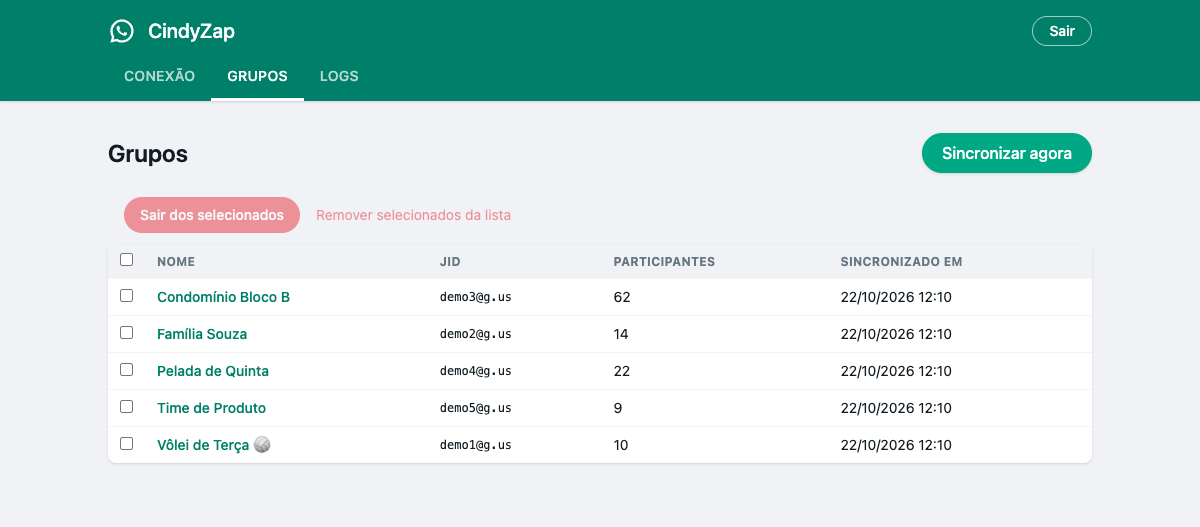 CindyZap
Sair
CONEXÃO GRUPOS LOGS
Grupos
Sincronizar agora
Sair dos selecionados Remover selecionados da lista
NOME JID PARTICIPANTES SINCRONIZADO EM
Condomínio Bloco B demo3@g.us 62 22/10/2026 12:10
Família Souza demo2@g.us 14 22/10/2026 12:10
Pelada de Quinta demo4@g.us 22 22/10/2026 12:10
Time de Produto demo5@g.us 9 22/10/2026 12:10
Vôlei de Terça 🏐 demo1@g.us 10 22/10/2026 12:10